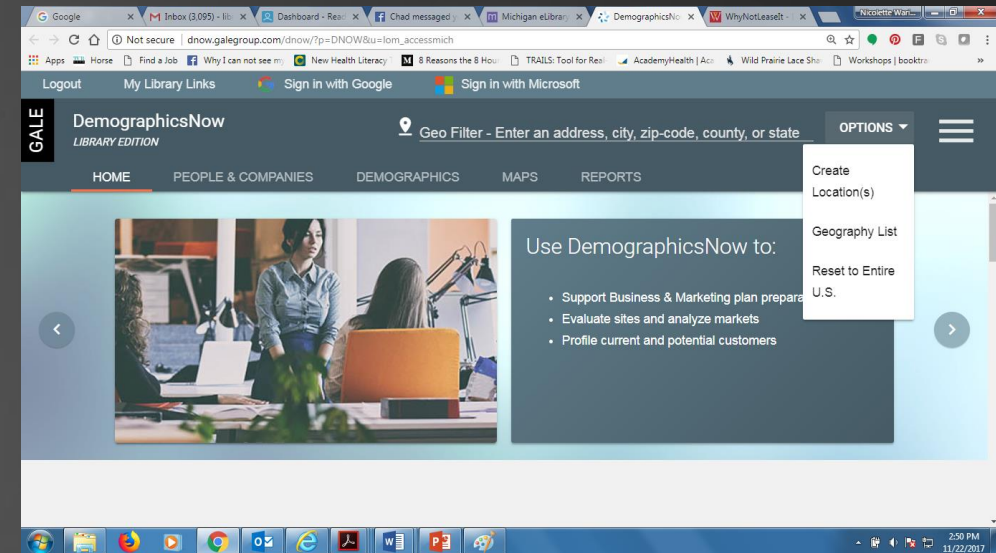 Google
Inbox (3,095) - lib
Dashboard - Read
Chad messaged y
Michigan eLibrary
DemographicsNo
WhyNotLeaseIt -
Nicolette
Not secure | dnow.galegroup.com/dnow/?p=DNOW&u=lom_accessmich
Apps
Horse
Find a Job
Why I can not see my
New Health Literacy
8 Reasons the 8 Hou
TRAILS: Tool for Real
AcademyHealth | Aca
Wild Prairie Lace Sha
Workshops | booktra
»
Logout
My Library Links
Sign in with Google
Sign in with Microsoft
GALE
DemographicsNow
LIBRARY EDITION
Geo Filter - Enter an address, city, zip-code, county, or state
OPTIONS
HOME
PEOPLE & COMPANIES
DEMOGRAPHICS
MAPS
REPORTS
Create
Location(s)
Geography List
Reset to Entire
U.S.
Use DemographicsNow to:
• Support Business & Marketing plan prepara
• Evaluate sites and analyze markets
• Profile current and potential customers
2:50 PM
11/22/2017